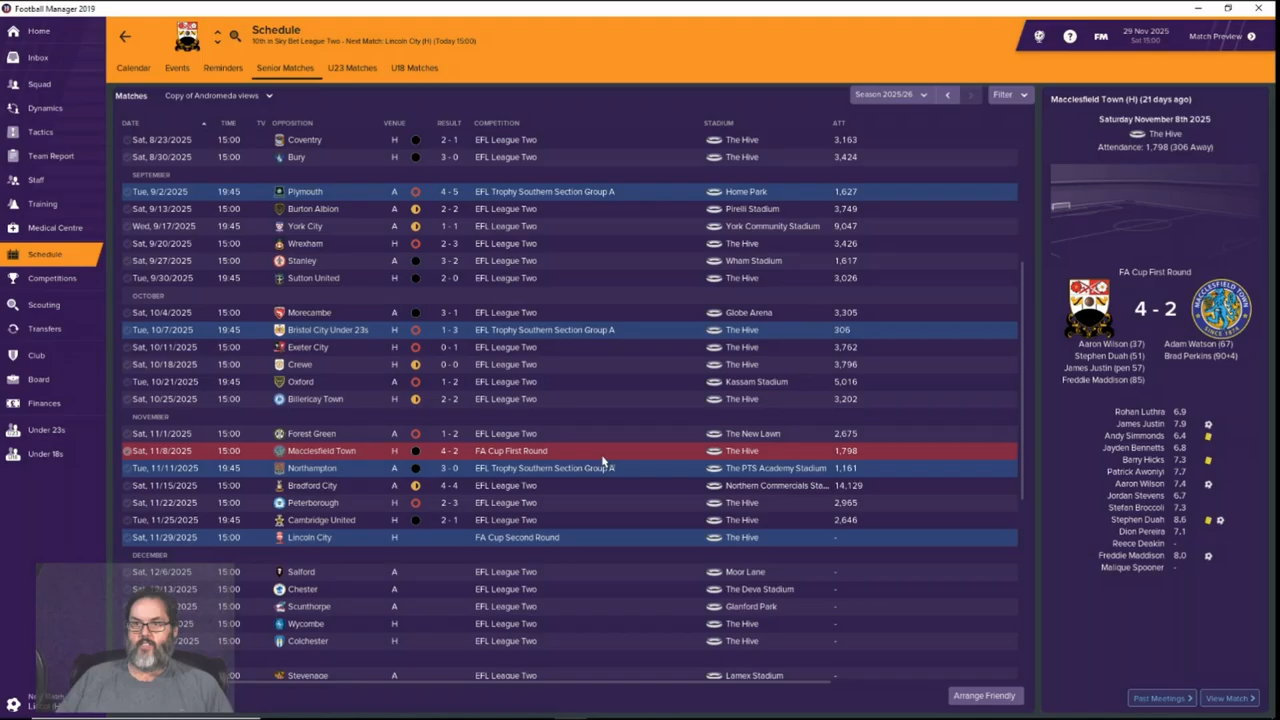 Football Manager 2019
Home
Inbox
Squad
Dynamics
Tactics
Team Report
Staff
Training
Medical Centre
Schedule
Competitions
Scouting
Transfers
Club
Board
Finances
Under 23s
Under 18s
Schedule
10th in Sky Bet League Two - Next Match: Lincoln City (H) (Today 15:00)
FM
29 Nov 2025
Sat 15:00
Match Preview
Calendar Events Reminders Senior Matches U23 Matches U18 Matches
Matches Copy of Andromeda views Season 2025/26 Filter
DATE TIME TV OPPOSITION VENUE RESULT COMPETITION STADIUM ATT
Sat, 8/23/2025 15:00 Coventry H 2 - 1 EFL League Two The Hive 3,163
Sat, 8/30/2025 15:00 Bury H 3 - 0 EFL League Two The Hive 3,424
SEPTEMBER
Tue, 9/2/2025 19:45 Plymouth A 4 - 5 EFL Trophy Southern Section Group A Home Park 1,627
Sat, 9/13/2025 15:00 Burton Albion A 2 - 2 EFL League Two Pirelli Stadium 3,749
Wed, 9/17/2025 19:45 York City A 1 - 1 EFL League Two York Community Stadium 9,047
Sat, 9/20/2025 15:00 Wrexham H 2 - 3 EFL League Two The Hive 3,426
Sat, 9/27/2025 15:00 Stanley A 3 - 2 EFL League Two Wham Stadium 1,617
Tue, 9/30/2025 19:45 Sutton United H 2 - 0 EFL League Two The Hive 3,026
OCTOBER
Sat, 10/4/2025 15:00 Morecambe A 3 - 1 EFL League Two Globe Arena 3,305
Tue, 10/7/2025 19:45 Bristol City Under 23s H 1 - 3 EFL Trophy Southern Section Group A The Hive 306
Sat, 10/11/2025 15:00 Exeter City H 0 - 1 EFL League Two The Hive 3,762
Sat, 10/18/2025 15:00 Crewe H 0 - 0 EFL League Two The Hive 3,796
Tue, 10/21/2025 19:45 Oxford A 1 - 2 EFL League Two Kassam Stadium 5,016
Sat, 10/25/2025 15:00 Billericay Town H 2 - 2 EFL League Two The Hive 3,202
NOVEMBER
Sat, 11/1/2025 15:00 Forest Green A 1 - 2 EFL League Two The New Lawn 2,675
Sat, 11/8/2025 15:00 Macclesfield Town H 4 - 2 FA Cup First Round The Hive 1,798
Tue, 11/11/2025 19:45 Northampton A 3 - 0 EFL Trophy Southern Section Group A The PTS Academy Stadium 1,161
Sat, 11/15/2025 15:00 Bradford City A 4 - 4 EFL League Two Northern Commercials Sta... 14,129
Sat, 11/22/2025 15:00 Peterborough H 2 - 3 EFL League Two The Hive 2,965
Tue, 11/25/2025 19:45 Cambridge United H 2 - 1 EFL League Two The Hive 2,646
Sat, 11/29/2025 15:00 Lincoln City H FA Cup Second Round The Hive -
DECEMBER
Sat, 12/6/2025 15:00 Salford A EFL League Two Moor Lane -
12/13/2025 15:00 Chester A EFL League Two The Deva Stadium -
/2025 15:00 Scunthorpe A EFL League Two Glanford Park -
/2025 15:00 Wycombe H EFL League Two The Hive -
/2025 15:00 Colchester H EFL League Two The Hive -
:00 Stevenage A EFL League Two Lamex Stadium -
Arrange Friendly
Macclesfield Town (H) (21 days ago)
Saturday November 8th 2025
The Hive
Attendance: 1,798 (306 Away)
FA Cup First Round
4 - 2
Aaron Wilson (37) Adam Watson (67)
Stephen Duah (51) Brad Perkins (90+4)
James Justin (pen 57)
Freddie Maddison (85)
Rohan Luthra 6.9
James Justin 7.9
Andy Simmonds 6.4
Jayden Bennetts 6.8
Barry Hicks 7.3
Patrick Awoniyi 7.7
Aaron Wilson 7.4
Jordan Stevens 6.7
Stefan Broccoli 7.3
Stephen Duah 8.6
Dion Pereira 7.1
Reece Deakin -
Freddie Maddison 8.0
Malique Spooner -
Past Meetings View Match